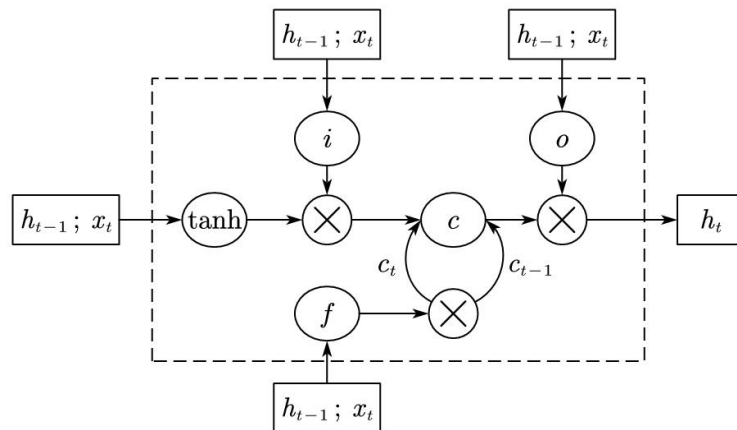 h_{t-1} ; x_t
h_{t-1} ; x_t
i
o
h_{t-1} ; x_t
tanh
c
h_t
c_t
c_{t-1}
f
h_{t-1} ; x_t